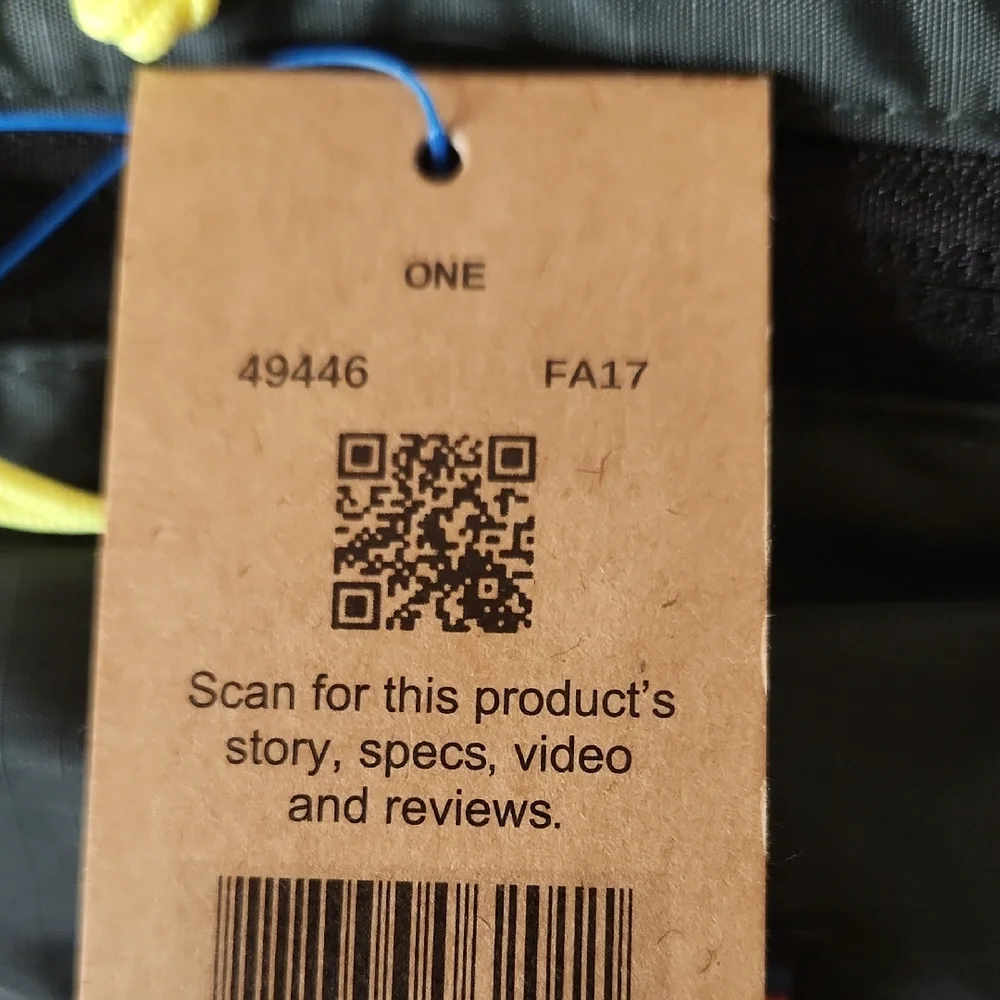 ONE
49446 FA17
Scan for this product’s
story, specs, video
and reviews.